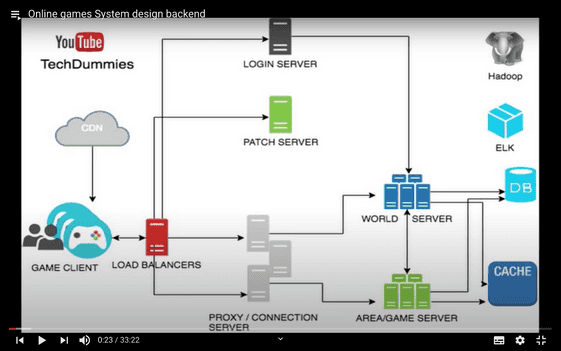 Online games System design backend
YouTube
TechDummies
LOGIN SERVER
Hadoop
CDN
PATCH SERVER
ELK
DB
WORLD SERVER
GAME CLIENT
LOAD BALANCERS
CACHE
PROXY / CONNECTION
SERVER
AREA/GAME SERVER
0:23 / 33:22